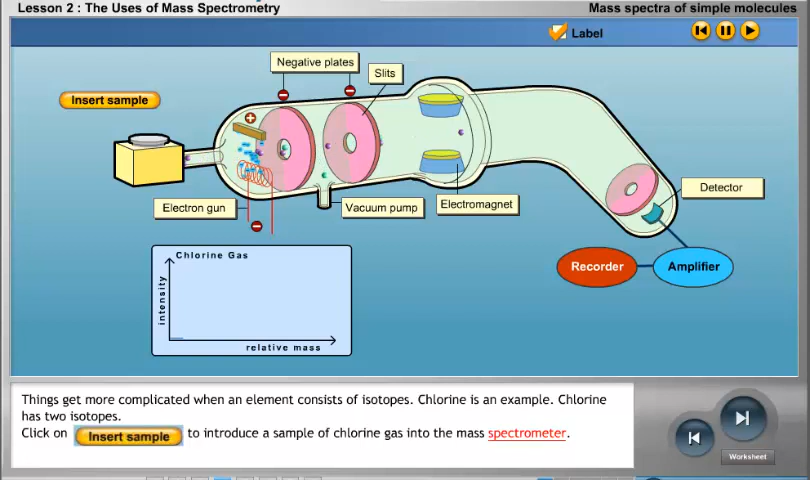 Lesson 2 : The Uses of Mass Spectrometry
Mass spectra of simple molecules
Label
Negative plates
Slits
Insert sample
Detector
Electron gun
Vacuum pump
Electromagnet
Recorder
Amplifier
Chlorine Gas
intensity
relative mass
Things get more complicated when an element consists of isotopes. Chlorine is an example. Chlorine
has two isotopes.
Click on Insert sample to introduce a sample of chlorine gas into the mass spectrometer.
Worksheet